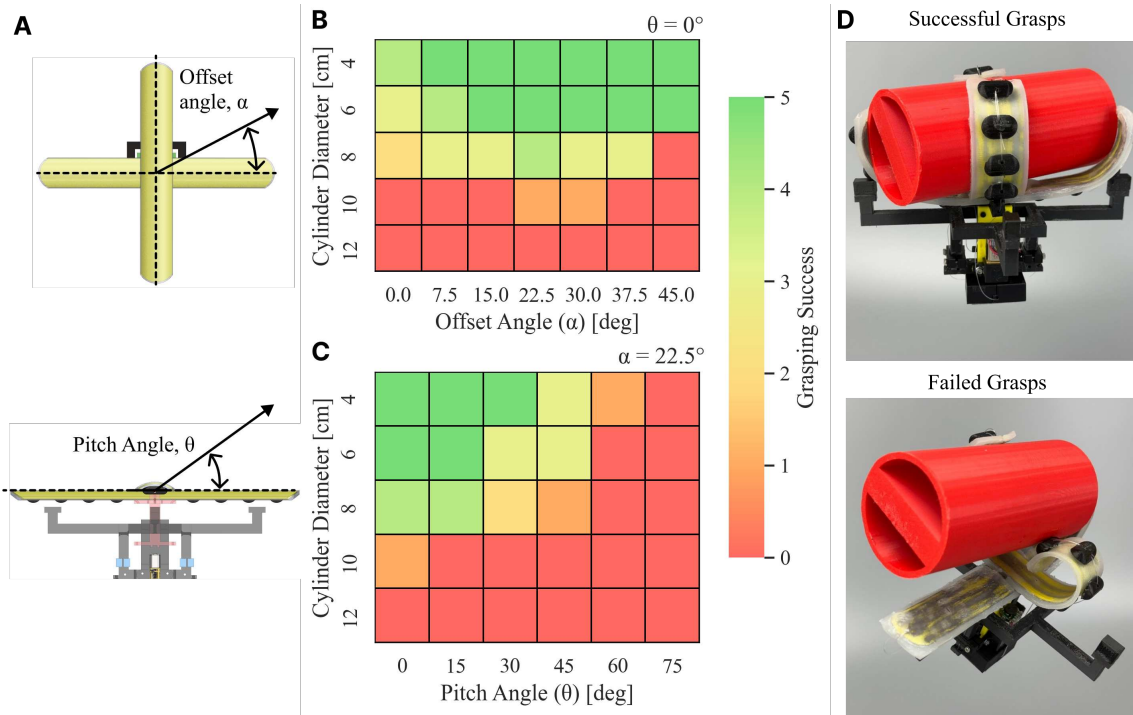 A
Offset
angle, α
Pitch Angle, θ
B
θ = 0°
Cylinder Diameter [cm]
4
6
8
10
12
0.0 7.5 15.0 22.5 30.0 37.5 45.0
Offset Angle (α) [deg]
C
α = 22.5°
Cylinder Diameter [cm]
4
6
8
10
12
0 15 30 45 60 75
Pitch Angle (θ) [deg]
5
4
3
2
1
0
Grasping Success
D
Successful Grasps
Failed Grasps